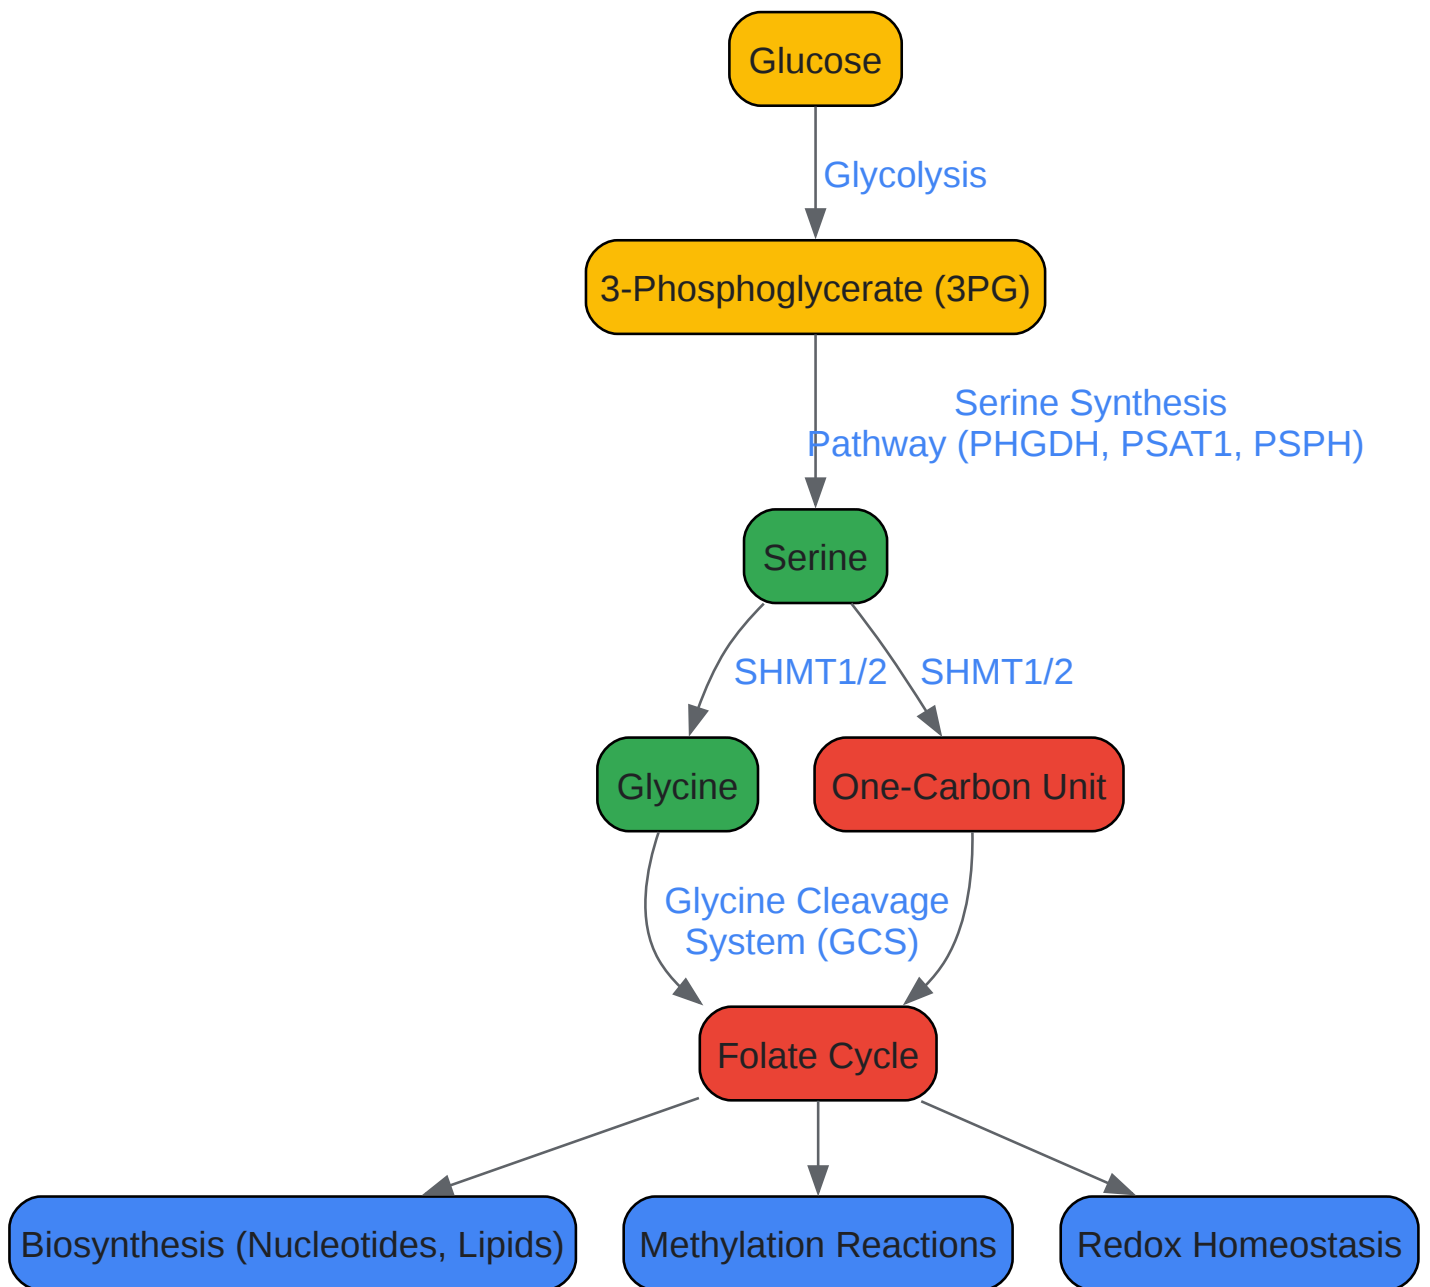 Glucose
Glycolysis
3-Phosphoglycerate (3PG)
Serine Synthesis
Pathway (PHGDH, PSAT1, PSPH)
Serine
SHMT1/2
SHMT1/2
Glycine
One-Carbon Unit
Glycine Cleavage
System (GCS)
Folate Cycle
Biosynthesis (Nucleotides, Lipids)
Methylation Reactions
Redox Homeostasis